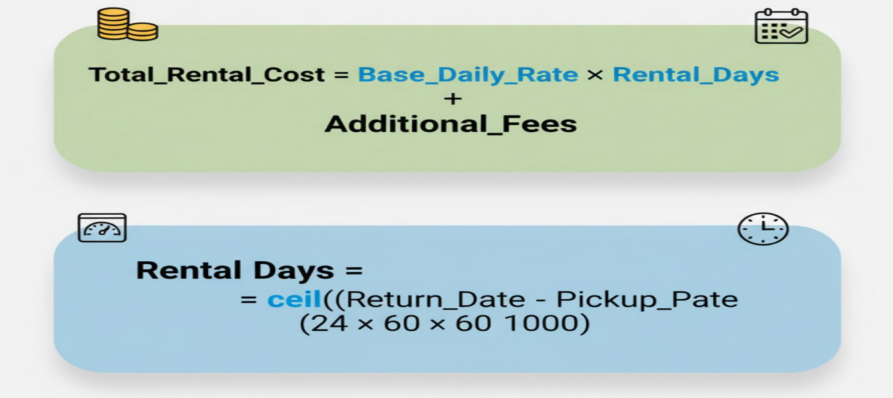 Total_Rental_Cost = Base_Daily_Rate × Rental_Days
+
Additional_Fees
Rental Days =
= ceil((Return_Date - Pickup_Pate
(24 × 60 × 60 1000)